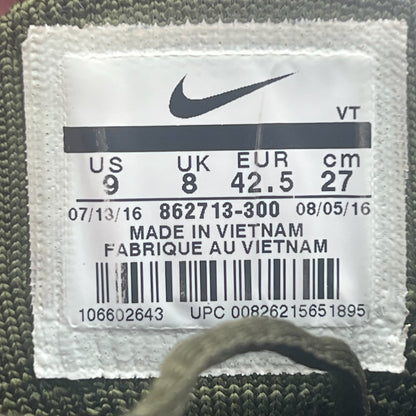 VT
US UK EUR cm
9 8 42.5 27
07/13/16 862713-300 08/05/16
MADE IN VIETNAM
FABRIQUE AU VIETNAM
106602643 UPC 00826215651895